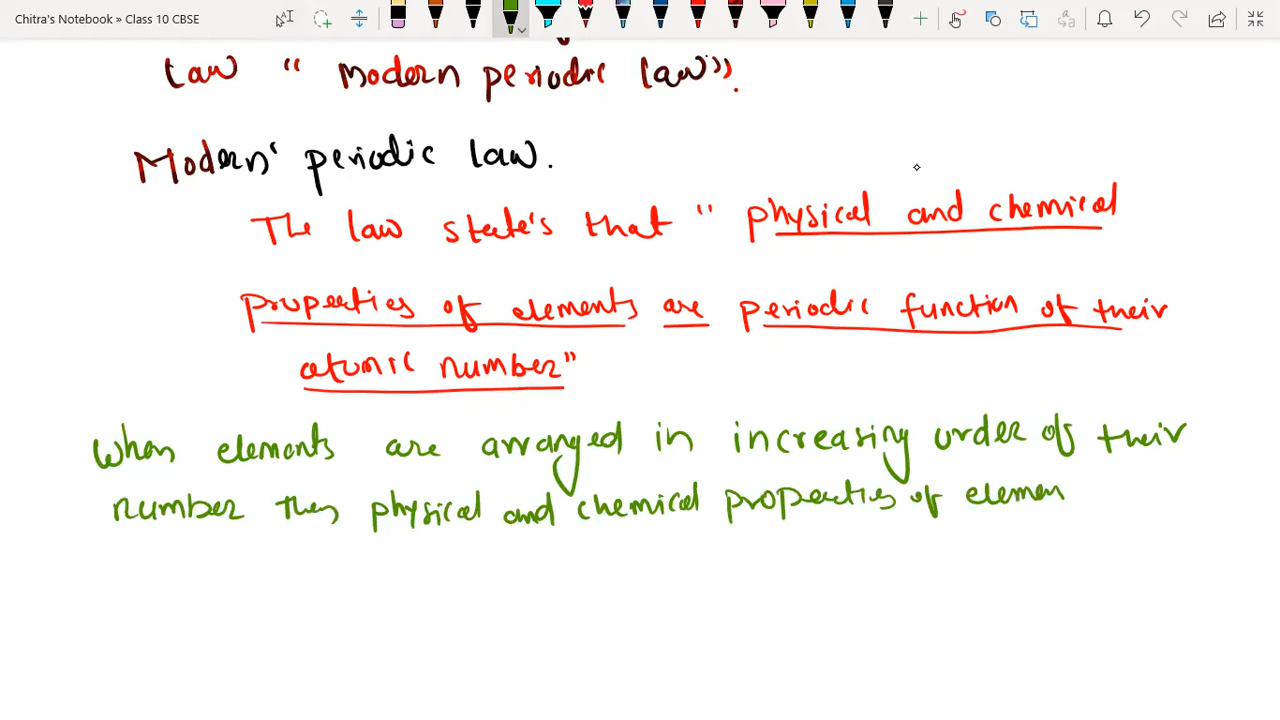 Chitra's Notebook » Class 10 CBSE
Law " Modern periodic law".
Modern' periodic law.
The law state's that " physical and chemical
properties of elements are periodic function of their
atomic number"
When elements are arranged in increasing order of their
number then physical and chemical properties of elemen